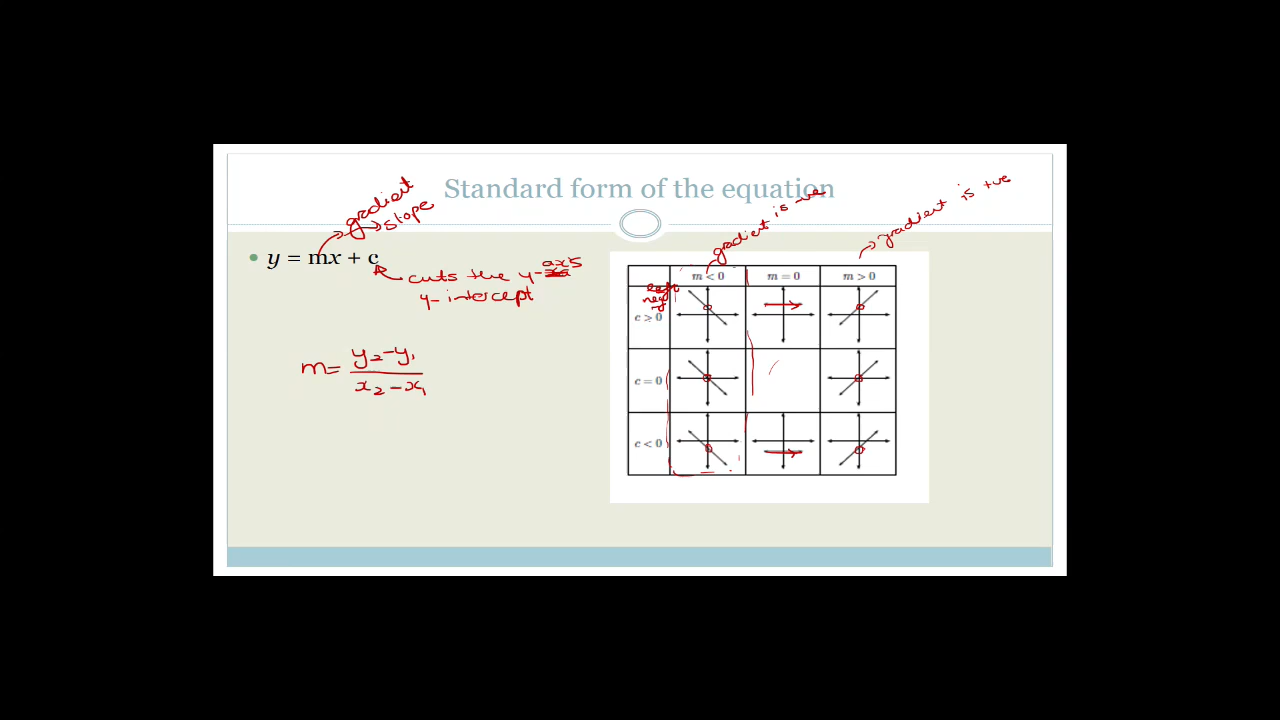 Standard form of the equation
gradient is -ve
gradient is +ve
gradient
slope
• y = mx + c
cuts the y-axis
y-intercept
m = y₂-y₁ / x₂-x₁
m < 0 m = 0 m > 0
c > 0
c = 0
c < 0